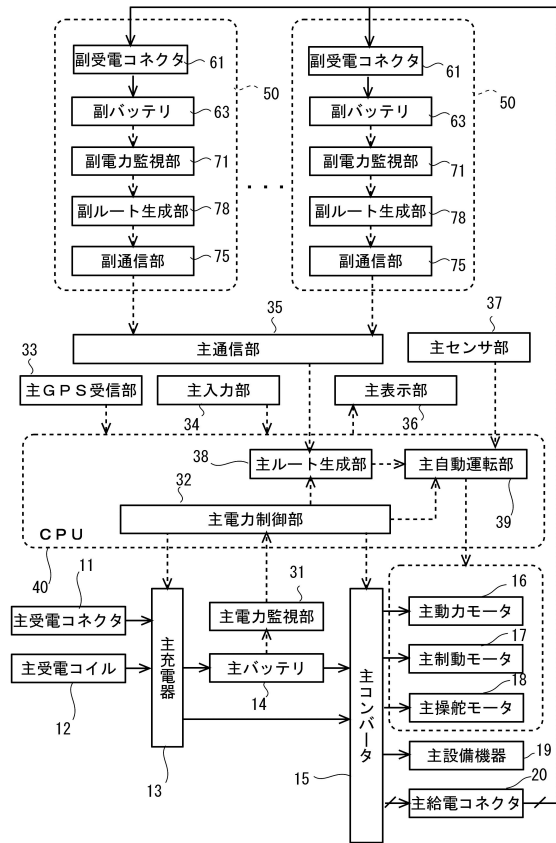 副受電コネクタ 61
副受電コネクタ 61
50
50
副バッテリ 63
副バッテリ 63
副電力監視部 71
副電力監視部 71
・・・
副ルート生成部 78
副ルート生成部 78
副通信部 75
副通信部 75
35
37
主通信部
主センサ部
33
主GPS受信部
主入力部
主表示部
34
36
38
主ルート生成部
主自動運転部
32
39
主電力制御部
CPU
40
11
31
16
主受電コネクタ
主電力監視部
主動力モータ
17
主受電コイル
主充電器
主バッテリ
主コンバータ
主制動モータ
12
14
18
主操舵モータ
13
15
主設備機器
19
20
主給電コネクタ